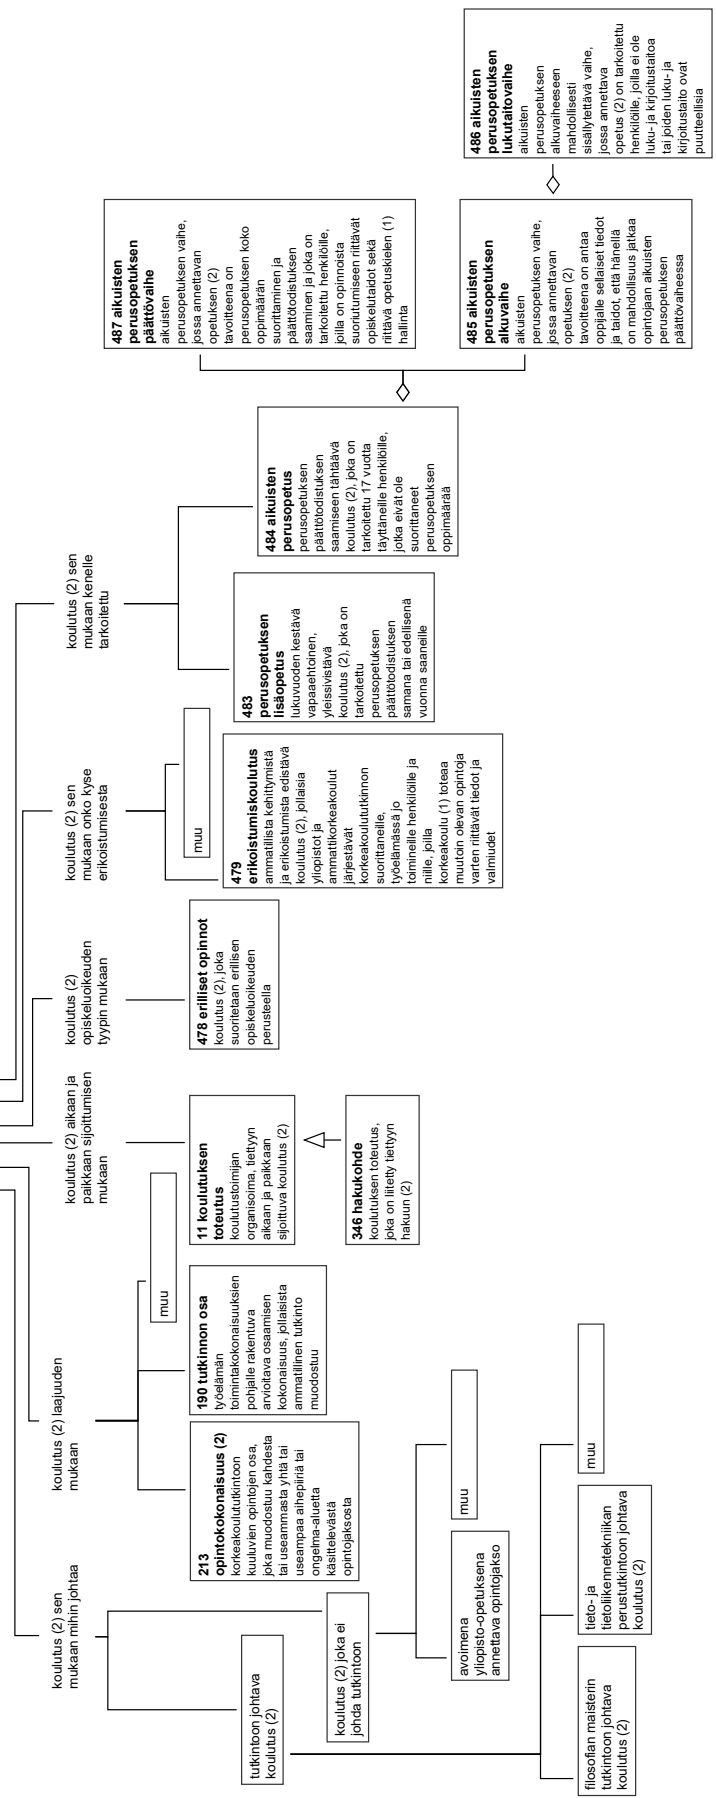 koulutus (2) sen
mukaan mihin johtaa
tutkintoon johtava
koulutus (2)
filosofian maisterin
tutkintoon johtava
koulutus (2)
tieto- ja
tietoliikennetekniikan
perustutkintoon johtava
koulutus (2)
muu
koulutus (2) joka ei
johda tutkintoon
avoimena
yliopisto-opetuksena
annettava opintojakso
muu
koulutus (2) laajuuden
mukaan
213
opintokokonaisuus (2)
korkeakoulututkintoon
kuuluvien opintojen osa,
joka muodostuu kahdesta
tai useammasta yhtä tai
useampaa aihepiiriä tai
ongelma-aluetta
käsittelevästä
opintojaksosta
190 tutkinnon osa
työelämän
toimintakokonaisuuksien
pohjalle rakentuva
arvioitava osaamisen
kokonaisuus, jollaisista
ammatillinen tutkinto
muodostuu
muu
koulutus (2) aikaan ja
paikkaan sijoittumisen
mukaan
11 koulutuksen
toteutus
koulutustoimijan
organisoima, tiettyyn
aikaan ja paikkaan
sijoittuva koulutus (2)
346 hakukohde
koulutuksen toteutus,
joka on liitetty tiettyyn
hakuun (2)
koulutus (2)
opiskeluoikeuden
tyypin mukaan
478 erilliset opinnot
koulutus (2), joka
suoritetaan erillisen
opiskeluoikeuden
perusteella
koulutus (2) sen
mukaan onko kyse
erikoistumisesta
479
erikoistumiskoulutus
ammatillista kehittymistä
ja erikoistumista edistävä
koulutus (2), jollaisia
yliopistot ja
ammattikorkeakoulut
järjestävät
korkeakoulututkinnon
suorittaneille,
työelämässä jo
toimineille henkilöille ja
niille, joilla
korkeakoulu (1) toteaa
muutoin olevan opintoja
varten riittävät tiedot ja
valmiudet
muu
koulutus (2) sen
mukaan kenelle
tarkoitettu
483
perusopetuksen
lisäopetus
lukuvuoden kestävä
vapaaehtoinen,
yleissivistävä
koulutus (2), joka on
tarkoitettu
perusopetuksen
päättötodistuksen
samana tai edellisenä
vuonna saaneille
484 aikuisten
perusopetus
perusopetuksen
päättötodistuksen
saamiseen tähtäävä
koulutus (2), joka on
tarkoitettu 17 vuotta
täyttäneille henkilöille,
jotka eivät ole
suorittaneet
perusopetuksen
oppimäärää
487 aikuisten
perusopetuksen
päättövaihe
aikuisten
perusopetuksen vaihe,
jossa annettavan
opetuksen (2)
tavoitteena on
perusopetuksen koko
oppimäärän
suorittaminen ja
päättötodistuksen
saaminen ja joka on
tarkoitettu henkilöille,
joilla on opinnoista
suoriutumiseen riittävät
opiskelutaidot sekä
riittävä opetuskielen (1)
hallinta
485 aikuisten
perusopetuksen
alkuvaihe
aikuisten
perusopetuksen vaihe,
jossa annettavan
opetuksen (2)
tavoitteena on antaa
oppijalle sellaiset tiedot
ja taidot, että hänellä
on mahdollisuus jatkaa
opintojaan aikuisten
perusopetuksen
päättövaiheessa
486 aikuisten
perusopetuksen
lukutaitovaihe
aikuisten
perusopetuksen
alkuvaiheeseen
mahdollisesti
sisällytettävä vaihe,
jossa annettava
opetus (2) on tarkoitettu
henkilöille, joilla ei ole
luku- ja kirjoitustaitoa
tai joiden luku- ja
kirjoitustaito ovat
puutteellisia